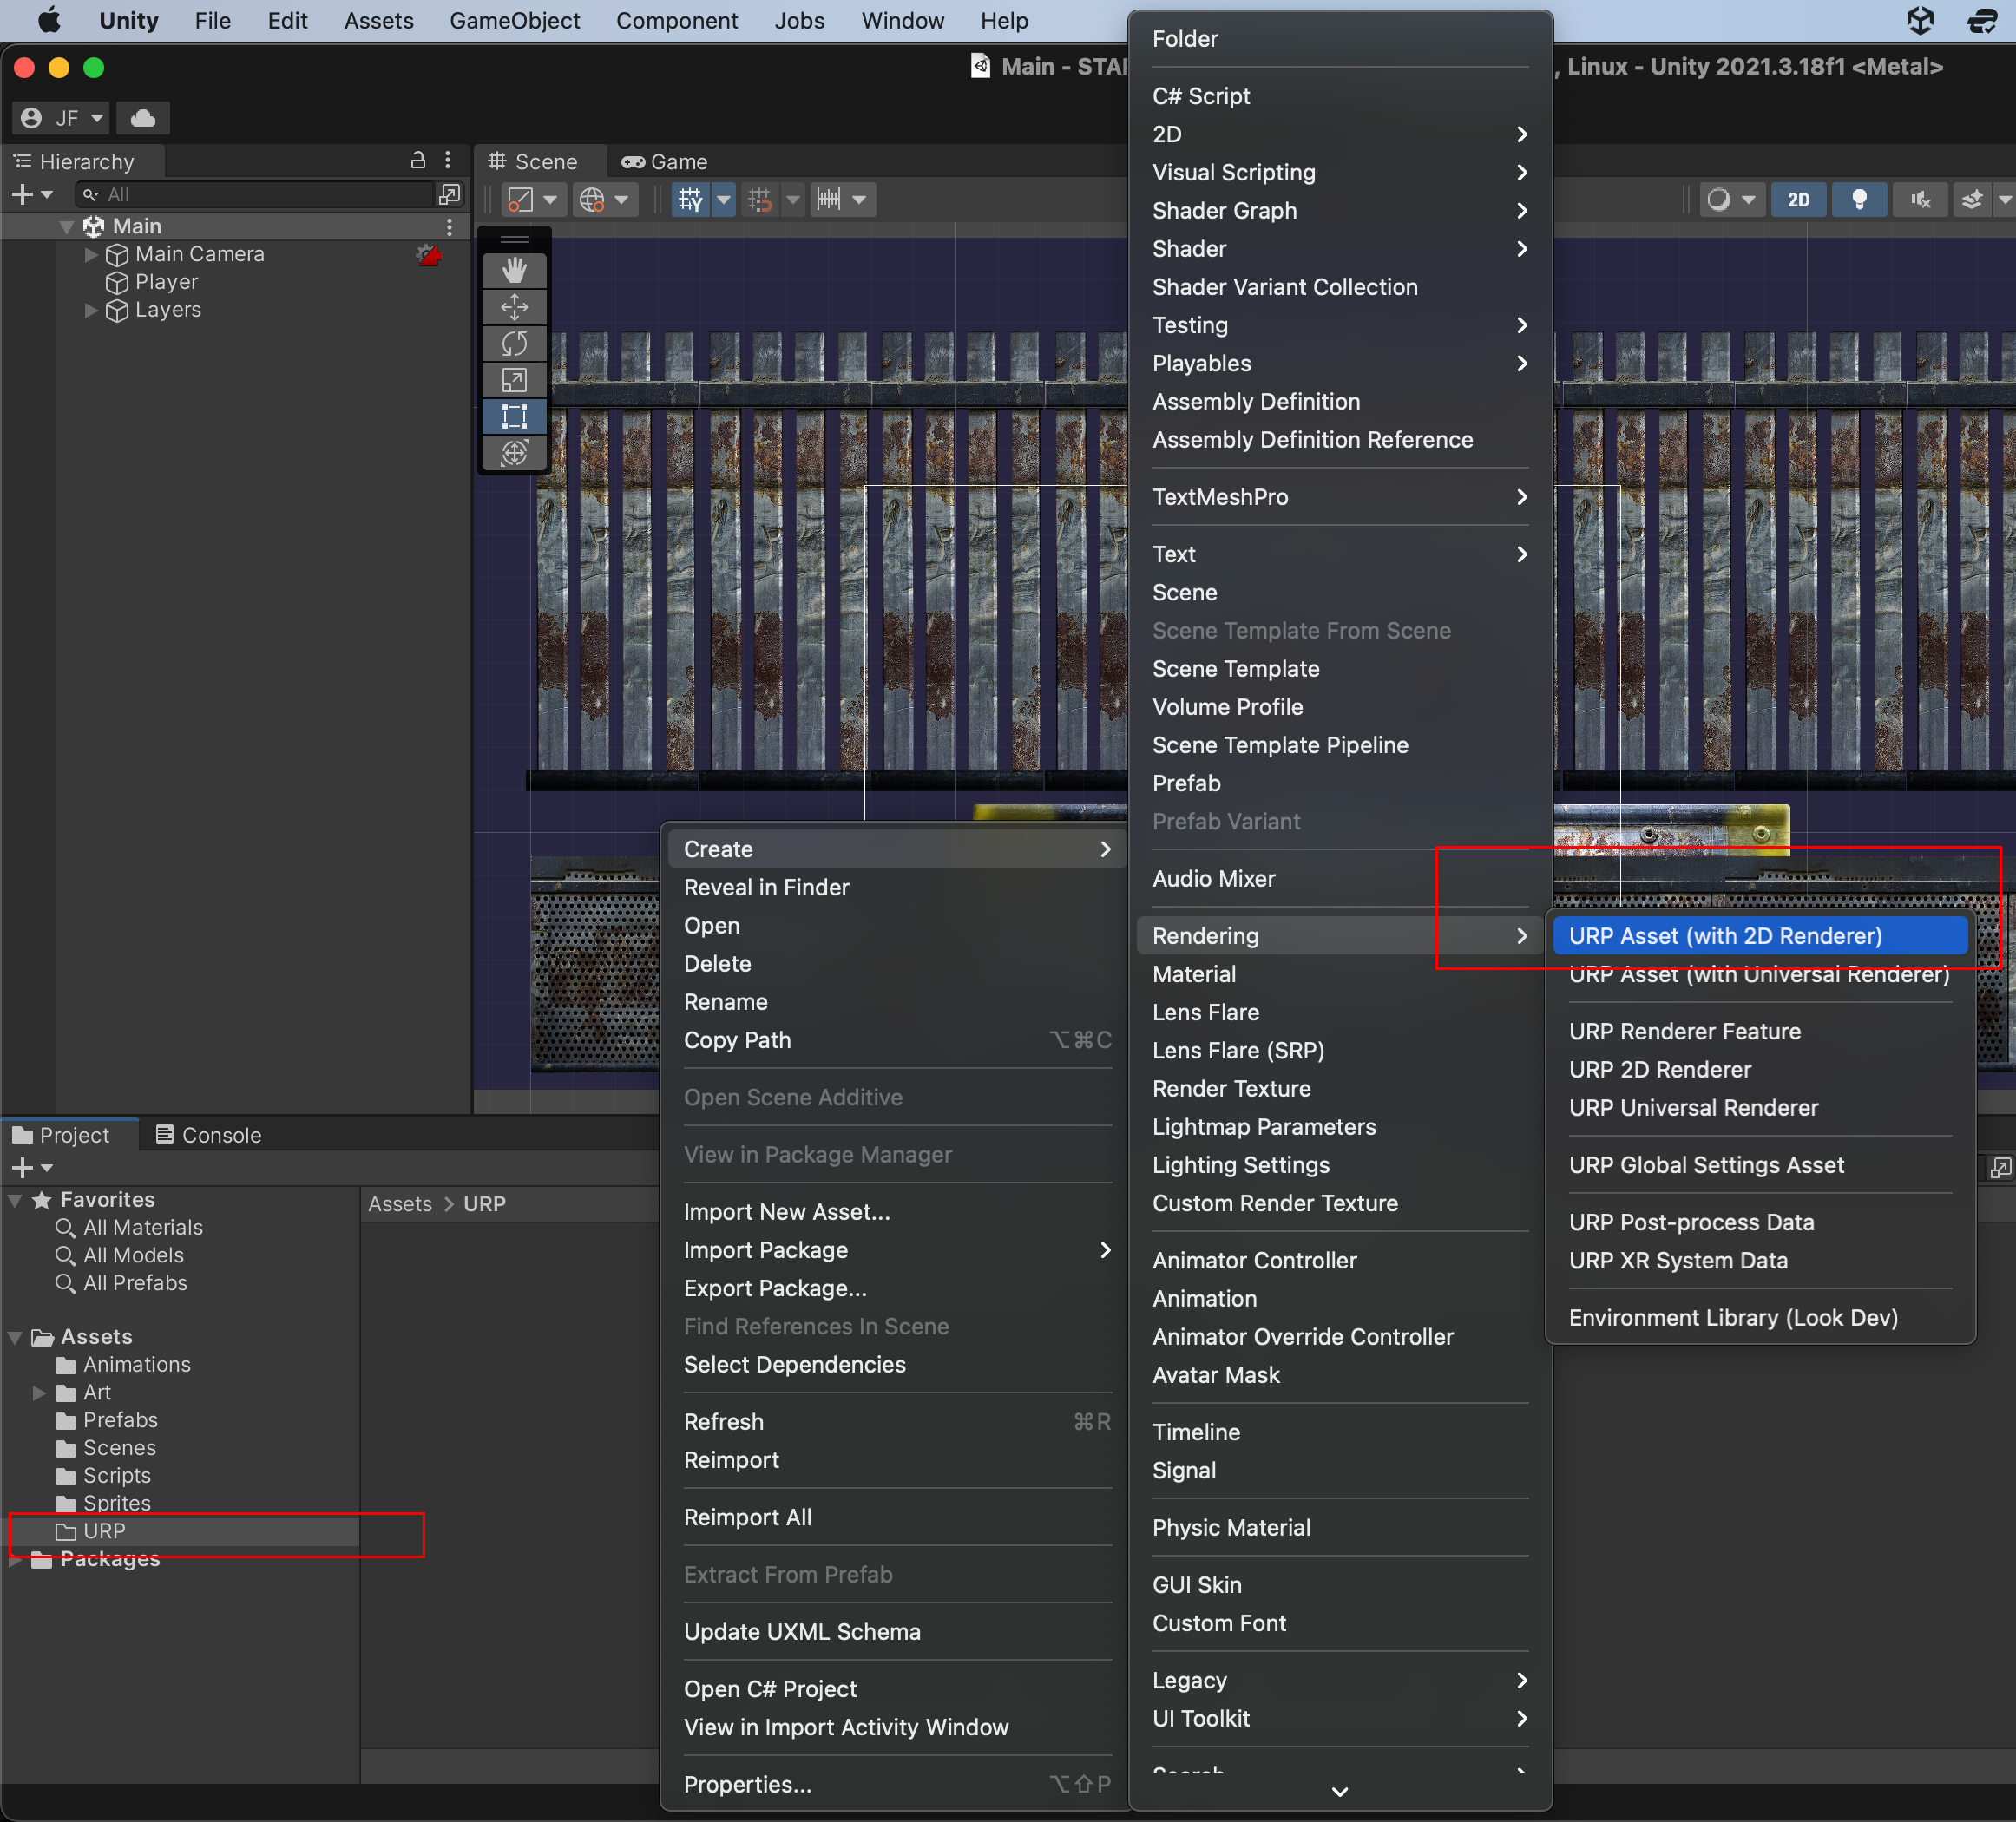 Unity File Edit Assets GameObject Component Jobs Window Help
Main - STA
, Linux - Unity 2021.3.18f1 <Metal>
JF
Hierarchy
All
Main
Main Camera
Player
Layers
Scene
Game
2D
Folder
C# Script
2D
Visual Scripting
Shader Graph
Shader
Shader Variant Collection
Testing
Playables
Assembly Definition
Assembly Definition Reference
TextMeshPro
Text
Scene
Scene Template From Scene
Scene Template
Volume Profile
Scene Template Pipeline
Prefab
Prefab Variant
Audio Mixer
Rendering
Material
Lens Flare
Lens Flare (SRP)
Render Texture
Lightmap Parameters
Lighting Settings
Custom Render Texture
Animator Controller
Animation
Animator Override Controller
Avatar Mask
Timeline
Signal
Physic Material
GUI Skin
Custom Font
Legacy
UI Toolkit
Create
Reveal in Finder
Open
Delete
Rename
Copy Path ⌥⌘C
Open Scene Additive
View in Package Manager
Import New Asset...
Import Package
Export Package...
Find References In Scene
Select Dependencies
Refresh ⌘R
Reimport
Reimport All
Extract From Prefab
Update UXML Schema
Open C# Project
View in Import Activity Window
Properties... ⌥⇧P
URP Asset (with 2D Renderer)
URP Asset (with Universal Renderer)
URP Renderer Feature
URP 2D Renderer
URP Universal Renderer
URP Global Settings Asset
URP Post-process Data
URP XR System Data
Environment Library (Look Dev)
Project
Console
Favorites
All Materials
All Models
All Prefabs
Assets
Animations
Art
Prefabs
Scenes
Scripts
Sprites
URP
Packages
Assets > URP